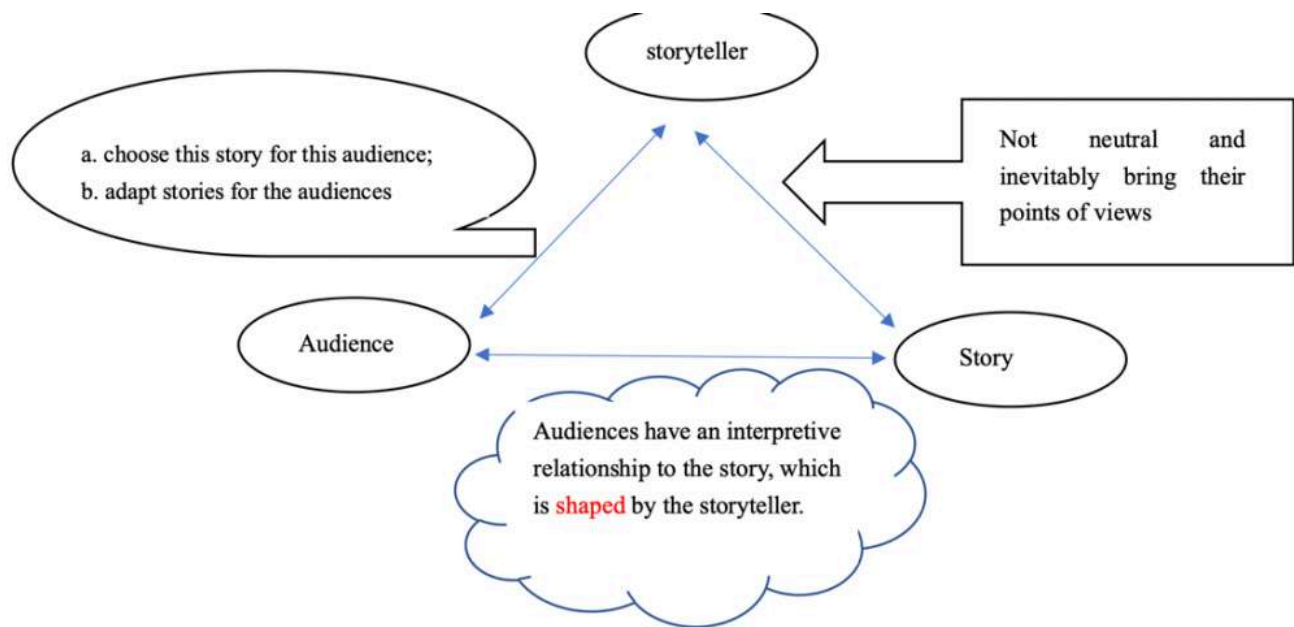 storyteller
a. choose this story for this audience;
b. adapt stories for the audiences
Not neutral and
inevitably bring their
points of views
Audience
Story
Audiences have an interpretive
relationship to the story, which
is shaped by the storyteller.